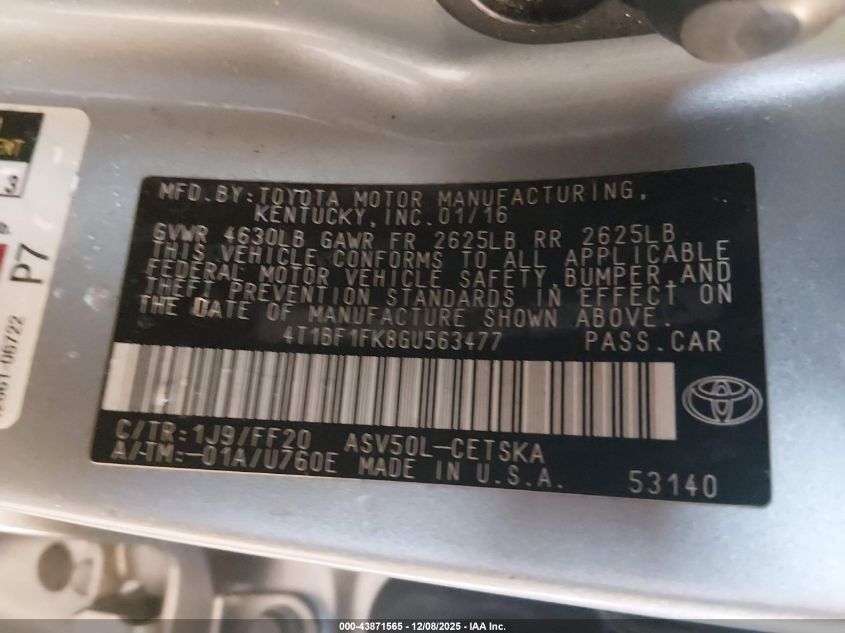 MFD.BY:TOYOTA MOTOR MANUFACTURING,
KENTUCKY, INC. 01/16
GVWR 4630LB GAWR FR 2625LB RR 2625LB
THIS VEHICLE CONFORMS TO ALL APPLICABLE
FEDERAL MOTOR VEHICLE SAFETY, BUMPER, AND
THEFT PREVENTION STANDARDS IN EFFECT ON
THE DATE OF MANUFACTURE SHOWN ABOVE.
4T1BF1FK8GU563477 PASS.CAR
C/TR:1J9/FF20 ASV50L-CETSKA
A/TM:-01A/U760E MADE IN U.S.A. 53140
3
P7
06722
000-43871565 - 12/08/2025 - IAA Inc.